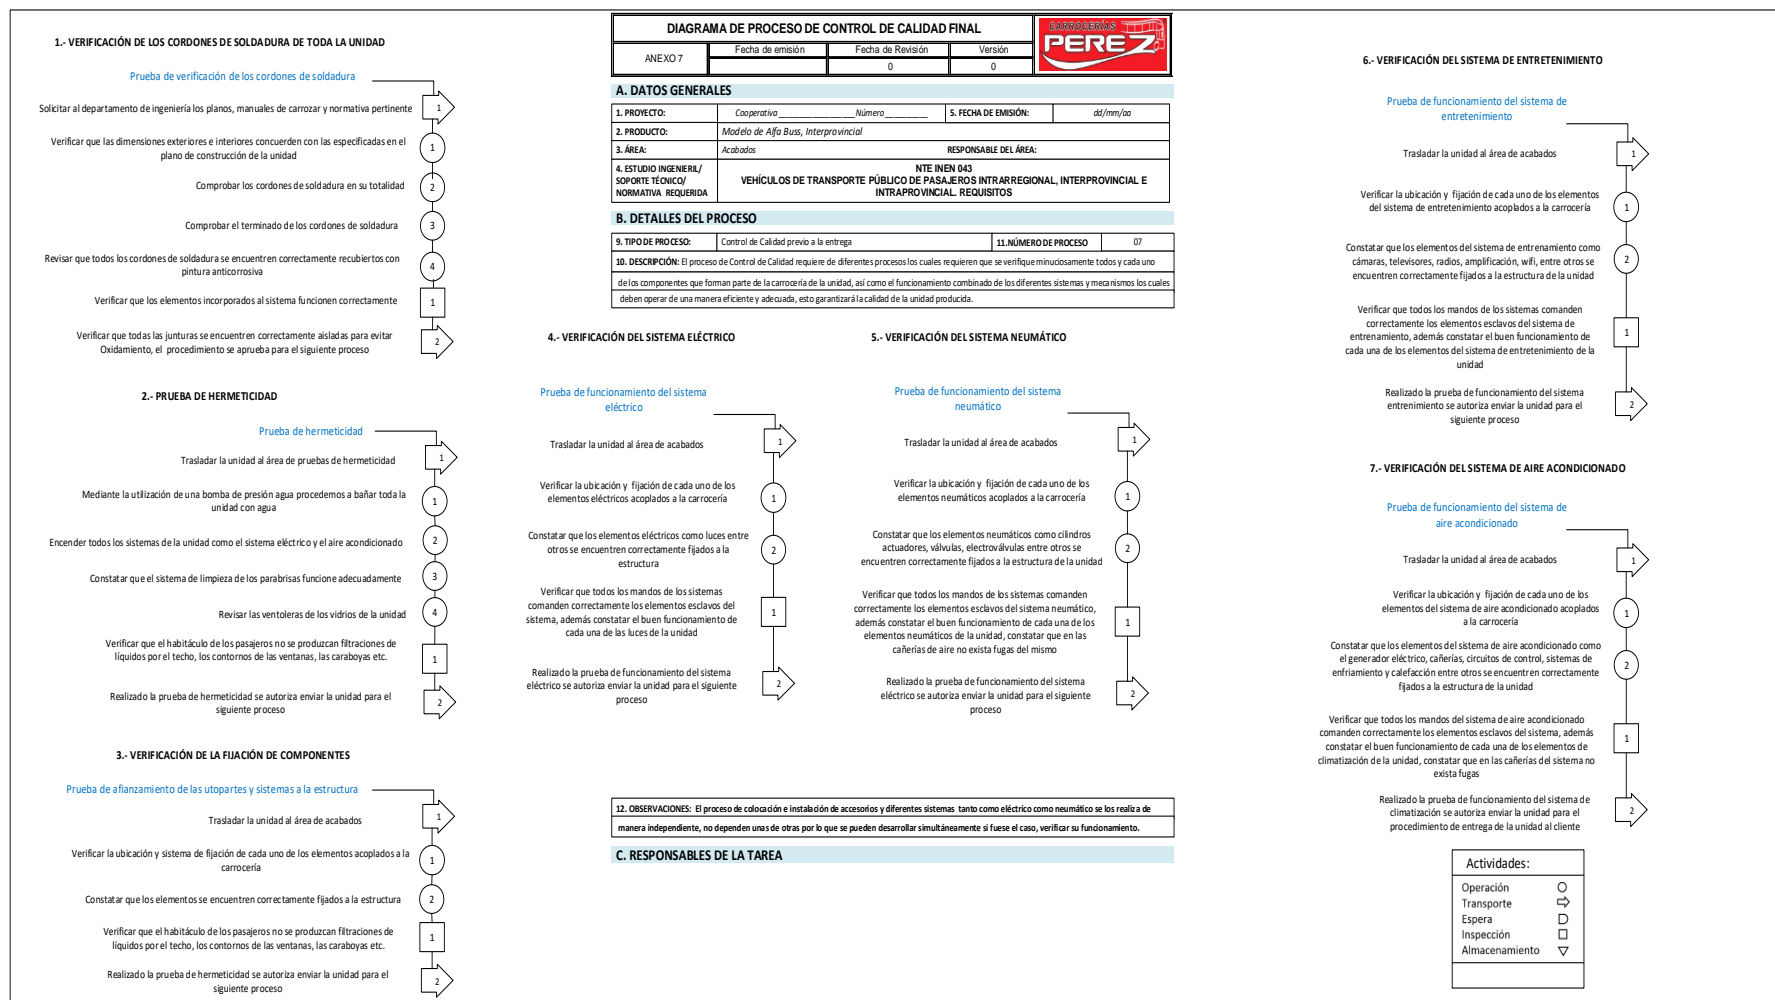 DIAGRAMA DE PROCESO DE CONTROL DE CALIDAD FINAL
ANEXO 7
Fecha de emisión
Fecha de Revisión
Versión
0
0
CARROCERÍAS
PEREZ
A. DATOS GENERALES
1. PROYECTO:
Cooperativa ________________Número_________
5. FECHA DE EMISIÓN:
dd/mm/aa
2. PRODUCTO:
Modelo de Alfa Buss, Interprovincial
3. ÁREA:
Acabados
RESPONSABLE DEL ÁREA:
4. ESTUDIO INGENIERIL/
SOPORTE TÉCNICO/
NORMATIVA REQUERIDA
NTE INEN 043
VEHÍCULOS DE TRANSPORTE PÚBLICO DE PASAJEROS INTRARREGIONAL, INTERPROVINCIAL E
INTRAPROVINCIAL. REQUISITOS
B. DETALLES DEL PROCESO
9. TIPO DE PROCESO:
Control de Calidad previo a la entrega
11.NÚMERO DE PROCESO
07
10. DESCRIPCIÓN: El proceso de Control de Calidad requiere de diferentes procesos los cuales requieren que se verifique minuciosamente todos y cada uno
de los componentes que forman parte de la carrocería de la unidad, así como el funcionamiento combinado de los diferentes sistemas y mecanismos los cuales
deben operar de una manera eficiente y adecuada, esto garantizará la calidad de la unidad producida.
1.- VERIFICACIÓN DE LOS CORDONES DE SOLDADURA DE TODA LA UNIDAD
Prueba de verificación de los cordones de soldadura
Solicitar al departamento de ingeniería los planos, manuales de carrozar y normativa pertinente
1
Verificar que las dimensiones exteriores e interiores concuerden con las especificadas en el
plano de construcción de la unidad
1
Comprobar los cordones de soldadura en su totalidad
2
Comprobar el terminado de los cordones de soldadura
3
Revisar que todos los cordones de soldadura se encuentren correctamente recubiertos con
pintura anticorrosiva
4
Verificar que los elementos incorporados al sistema funcionen correctamente
1
Verificar que todas las junturas se encuentren correctamente aisladas para evitar
Oxidamiento, el procedimiento se aprueba para el siguiente proceso
2
2.- PRUEBA DE HERMETICIDAD
Prueba de hermeticidad
Trasladar la unidad al área de pruebas de hermeticidad
1
Mediante la utilización de una bomba de presión agua procedemos a bañar toda la
unidad con agua
1
Encender todos los sistemas de la unidad como el sistema eléctrico y el aire acondicionado
2
Constatar que el sistema de limpieza de los parabrisas funcione adecuadamente
3
Revisar las ventoleras de los vidrios de la unidad
4
Verificar que el habitáculo de los pasajeros no se produzcan filtraciones de
líquidos por el techo, los contornos de las ventanas, las caraboyas etc.
1
Realizado la prueba de hermeticidad se autoriza enviar la unidad para el
siguiente proceso
2
3.- VERIFICACIÓN DE LA FIJACIÓN DE COMPONENTES
Prueba de afianzamiento de las utopartes y sistemas a la estructura
Trasladar la unidad al área de acabados
1
Verificar la ubicación y sistema de fijación de cada uno de los elementos acoplados a la
carrocería
1
Constatar que los elementos se encuentren correctamente fijados a la estructura
2
Verificar que el habitáculo de los pasajeros no se produzcan filtraciones de
líquidos por el techo, los contornos de las ventanas, las caraboyas etc.
1
Realizado la prueba de hermeticidad se autoriza enviar la unidad para el
siguiente proceso
2
4.- VERIFICACIÓN DEL SISTEMA ELÉCTRICO
Prueba de funcionamiento del sistema
eléctrico
Trasladar la unidad al área de acabados
1
Verificar la ubicación y fijación de cada uno de los
elementos eléctricos acoplados a la carrocería
1
Constatar que los elementos eléctricos como luces entre
otros se encuentren correctamente fijados a la
estructura
2
Verificar que todos los mandos de los sistemas
comanden correctamente los elementos esclavos del
sistema, además constatar el buen funcionamiento de
cada una de las luces de la unidad
1
Realizado la prueba de funcionamiento del sistema
eléctrico se autoriza enviar la unidad para el siguiente
proceso
2
5.- VERIFICACIÓN DEL SISTEMA NEUMÁTICO
Prueba de funcionamiento del sistema
neumático
Trasladar la unidad al área de acabados
1
Verificar la ubicación y fijación de cada uno de los
elementos neumáticos acoplados a la carrocería
1
Constatar que los elementos neumáticos como cilindros
actuadores, válvulas, electroválvulas entre otros se
encuentren correctamente fijados a la estructura de la unidad
2
Verificar que todos los mandos de los sistemas comanden
correctamente los elementos esclavos del sistema neumático,
además constatar el buen funcionamiento de cada una de los
elementos neumáticos de la unidad, constatar que en las
cañerías de aire no exista fugas del mismo
1
Realizado la prueba de funcionamiento del sistema
eléctrico se autoriza enviar la unidad para el siguiente
proceso
2
12. OBSERVACIONES: El proceso de colocación e instalación de accesorios y diferentes sistemas tanto como eléctrico como neumático se los realiza de
manera independiente, no dependen unas de otras por lo que se pueden desarrollar simultáneamente si fuese el caso, verificar su funcionamiento.
C. RESPONSABLES DE LA TAREA
6.- VERIFICACIÓN DEL SISTEMA DE ENTRETENIMIENTO
Prueba de funcionamiento del sistema de
entretenimiento
Trasladar la unidad al área de acabados
1
Verificar la ubicación y fijación de cada uno de los elementos
del sistema de entretenimiento acoplados a la carrocería
1
Constatar que los elementos del sistema de entrenamiento como
cámaras, televisores, radios, amplificación, wifi, entre otros se
encuentren correctamente fijados a la estructura de la unidad
2
Verificar que todos los mandos de los sistemas comanden
correctamente los elementos esclavos del sistema de
entrenamiento, además constatar el buen funcionamiento de
cada una de los elementos del sistema de entretenimiento de la
unidad
1
Realizado la prueba de funcionamiento del sistema
entrenimiento se autoriza enviar la unidad para el
siguiente proceso
2
7.- VERIFICACIÓN DEL SISTEMA DE AIRE ACONDICIONADO
Prueba de funcionamiento del sistema de
aire acondicionado
Trasladar la unidad al área de acabados
1
Verificar la ubicación y fijación de cada uno de los
elementos del sistema de aire acondicionado acoplados
a la carrocería
1
Constatar que los elementos del sistema de aire acondicionado como
el generador eléctrico, cañerías, circuitos de control, sistemas de
enfriamiento y calefacción entre otros se encuentren correctamente
fijados a la estructura de la unidad
2
Verificar que todos los mandos del sistema de aire acondicionado
comanden correctamente los elementos esclavos del sistema, además
constatar el buen funcionamiento de cada una de los elementos de
climatización de la unidad, constatar que en las cañerías del sistema no
exista fugas
1
Realizado la prueba de funcionamiento del sistema de
climatización se autoriza enviar la unidad para el
procedimiento de entrega de la unidad al cliente
2
Actividades:
Operación
Transporte
Espera
Inspección
Almacenamiento